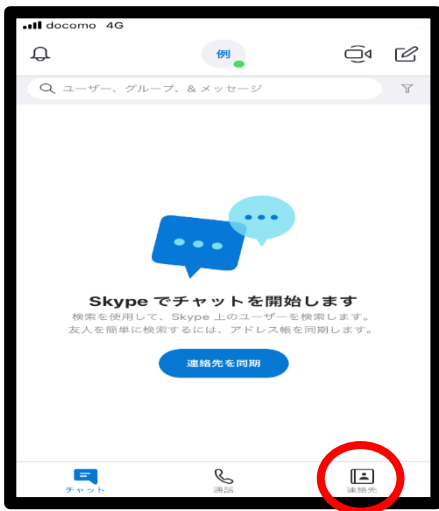 docomo 4G
例
ユーザー、グループ、& メッセージ
Skype でチャットを開始します
検索を使用して、Skype 上のユーザーを検索します。
友人を簡単に検索するには、アドレス帳を同期します。
連絡先を同期
チャット 通話 連絡先